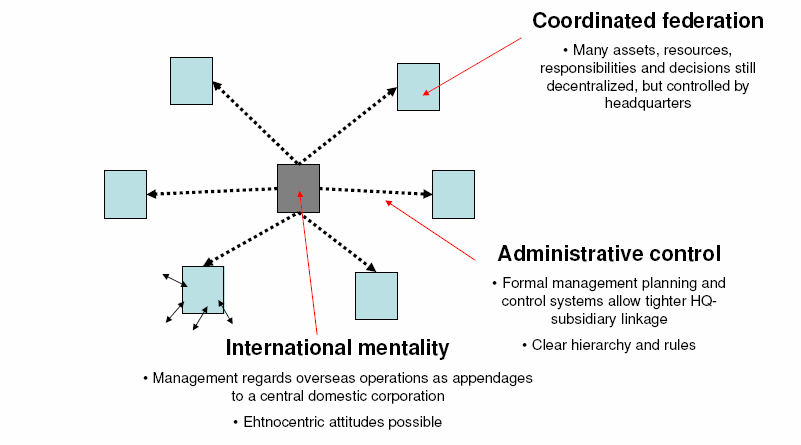 Coordinated federation
• Many assets, resources,
responsibilities and decisions still
decentralized, but controlled by
headquarters
Administrative control
• Formal management planning and
control systems allow tighter HQ-
subsidiary linkage
• Clear hierarchy and rules
International mentality
• Management regards overseas operations as appendages
to a central domestic corporation
• Ehtnocentric attitudes possible